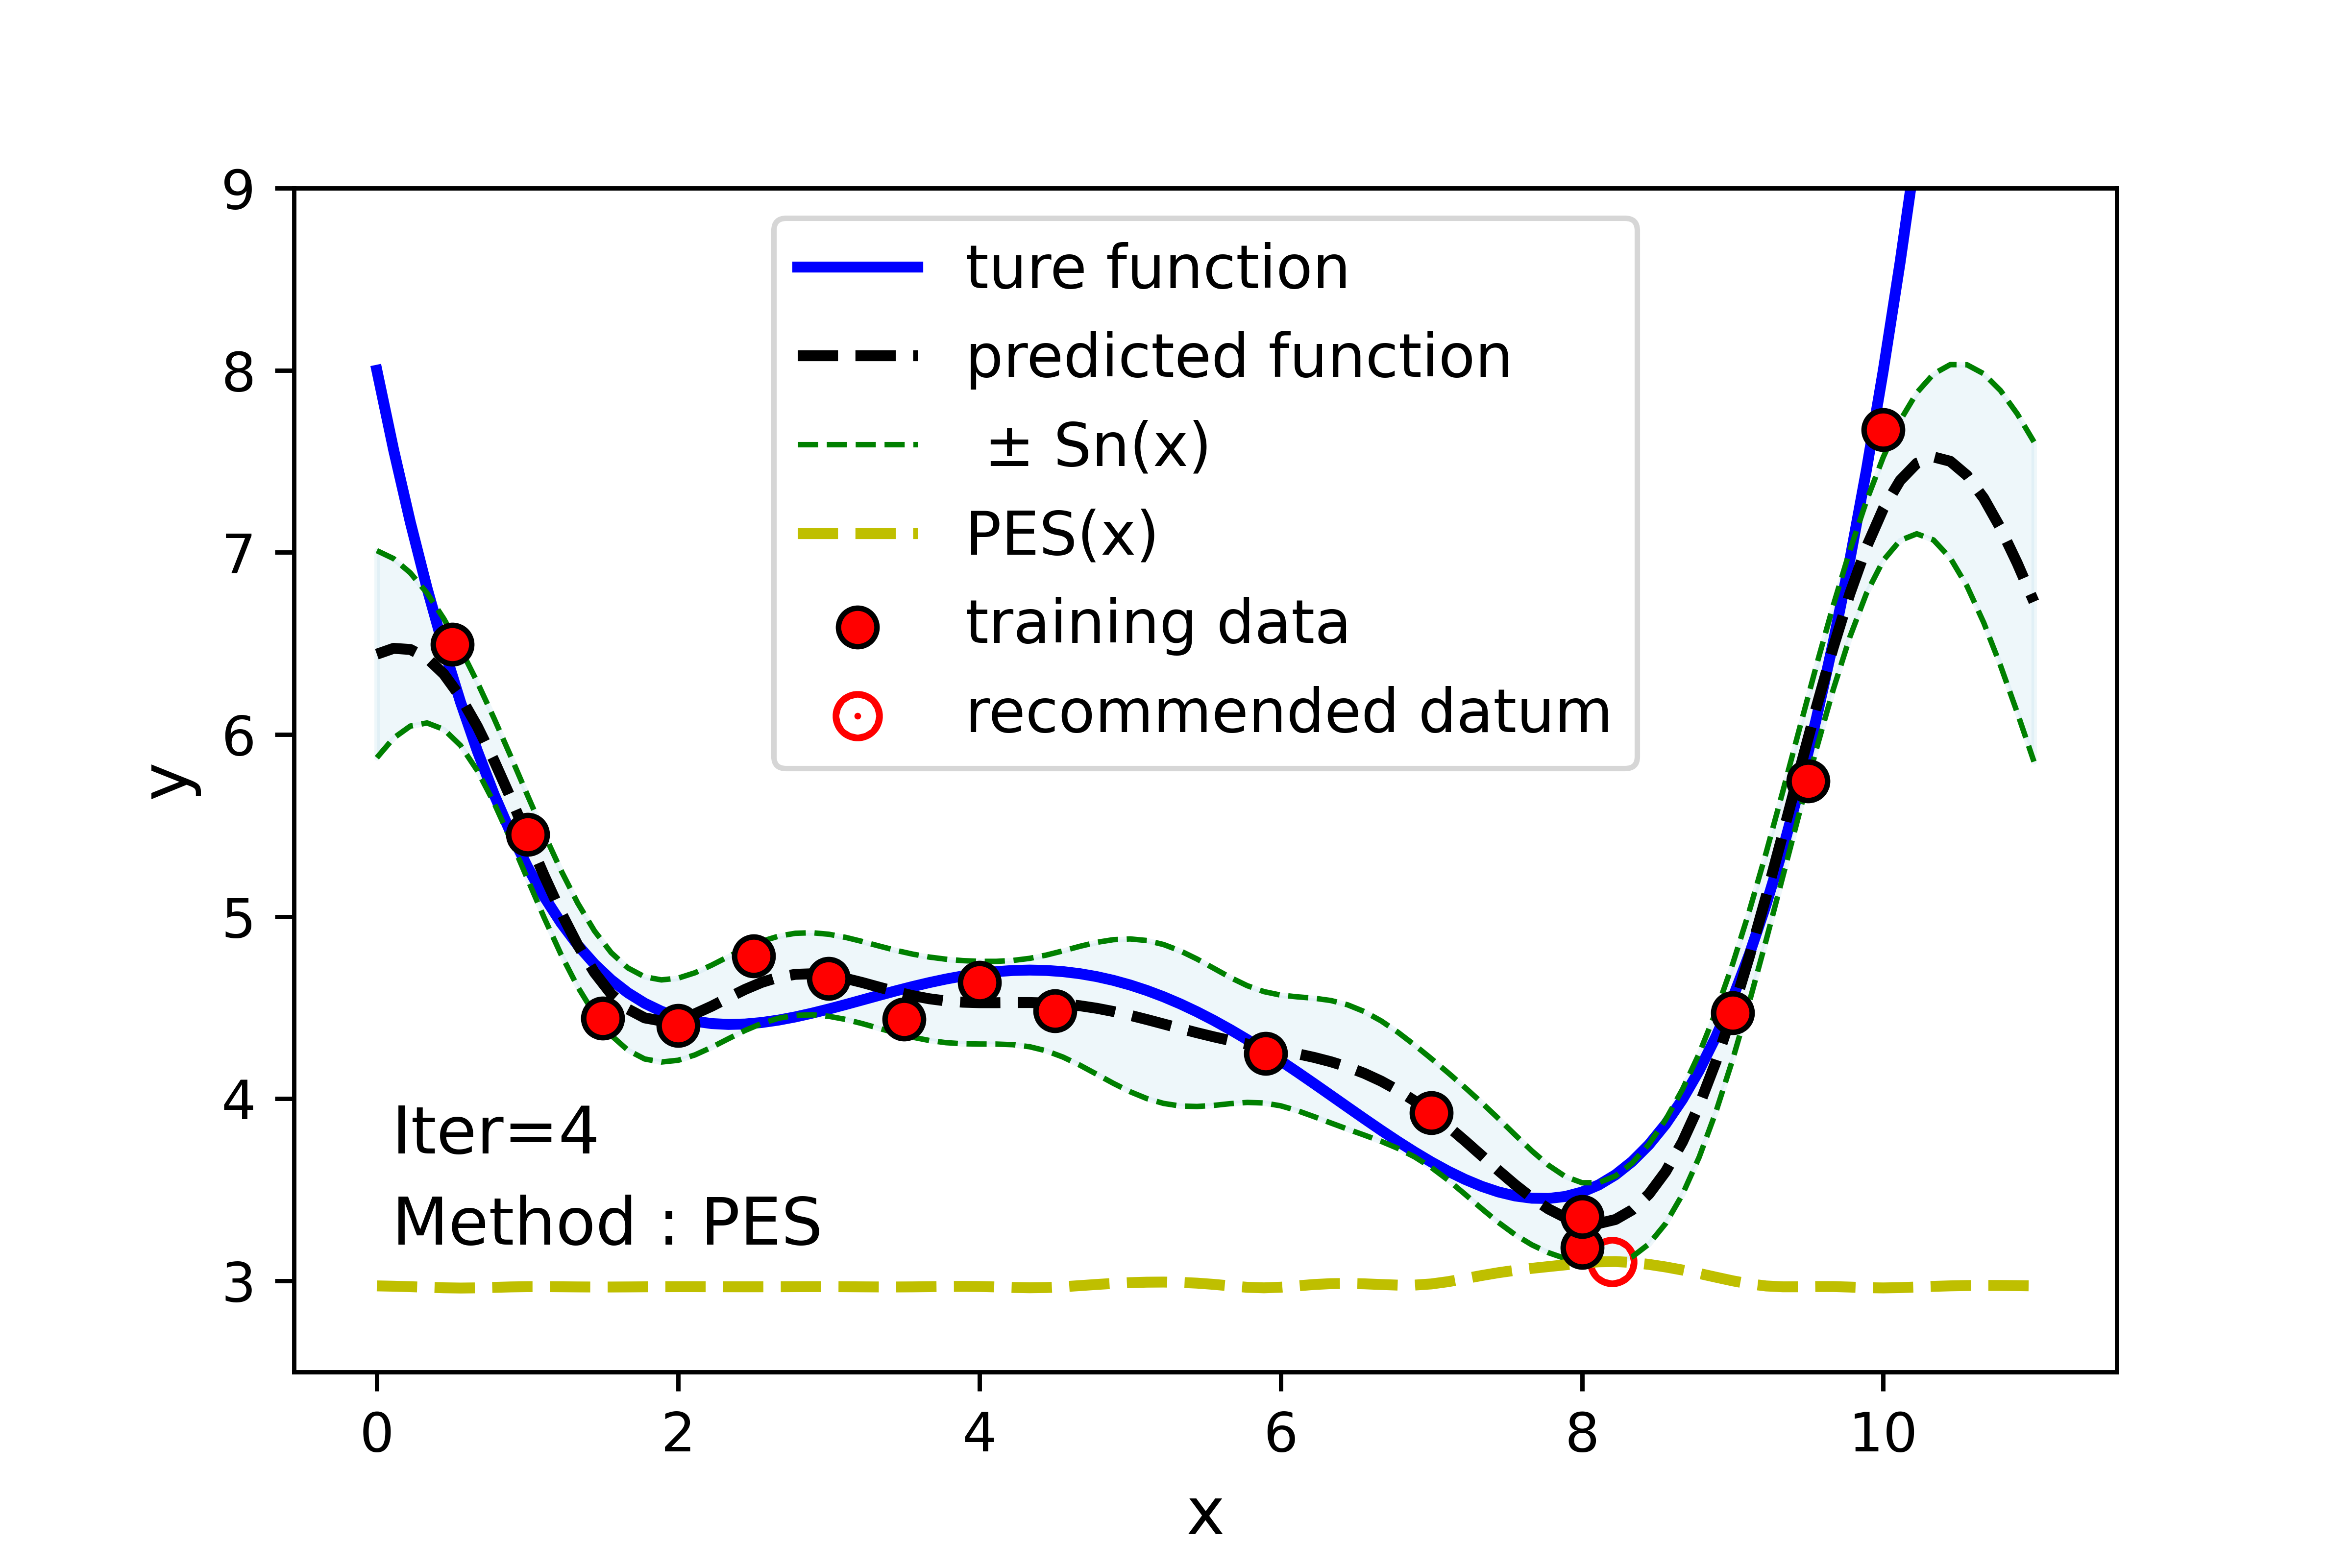 9
8
7
6
5
4
3
y
ture function
predicted function
± Sn(x)
PES(x)
training data
recommended datum
Iter=4
Method : PES
0 2 4 6 8 10
x